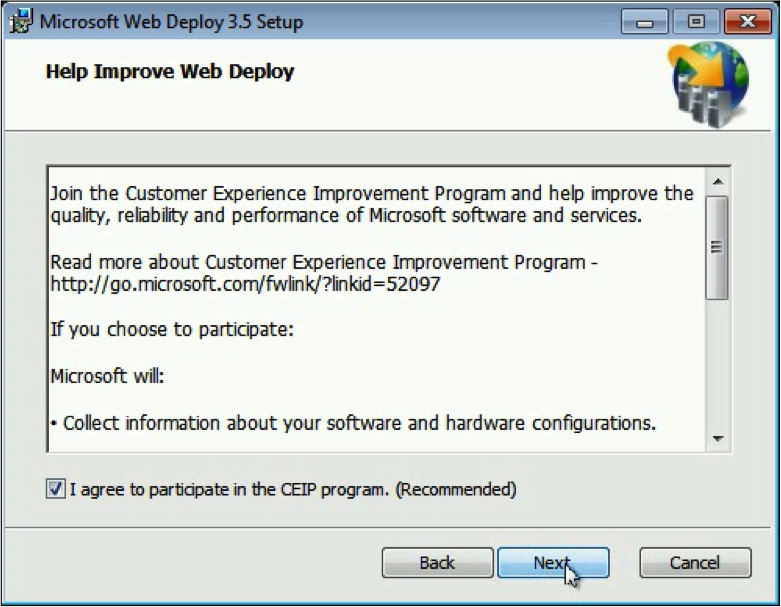 Microsoft Web Deploy 3.5 Setup
Help Improve Web Deploy
Join the Customer Experience Improvement Program and help improve the
quality, reliability and performance of Microsoft software and services.
Read more about Customer Experience Improvement Program -
http://go.microsoft.com/fwlink/?linkid=52097
If you choose to participate:
Microsoft will:
• Collect information about your software and hardware configurations.
I agree to participate in the CEIP program. (Recommended)
Back
Next
Cancel